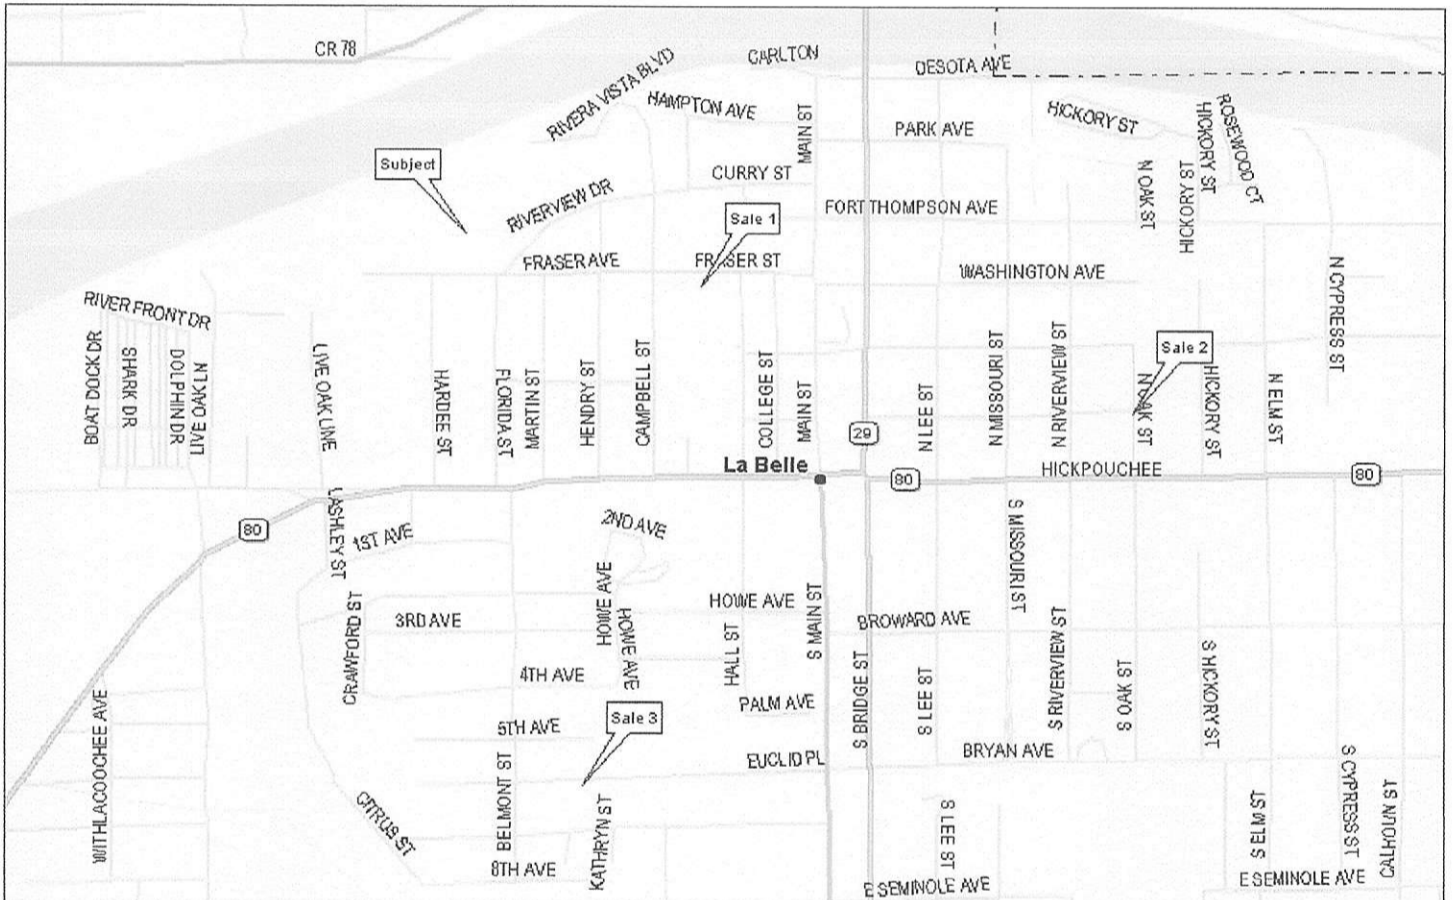 CR 78
CARLTON
DESOTA AVE
RIVERA VISTA BLVD
HAMPTON AVE
MAIN ST
PARK AVE
HICKORY ST
HICKORY ST
ROSEWOOD CT
Subject
CURRY ST
N OAK ST
HICKORY ST
RIVERVIEW DR
Sale 1
FORT THOMPSON AVE
FRASER AVE
FRASER ST
WASHINGTON AVE
N CYPRESS ST
RIVER FRONT DR
BOAT DOCK DR
SHARK DR
DOLPHIN DR
N LIVE OAK AVE
LIVE OAK LINE
HARDEE ST
FLORIDA ST
MARTIN ST
HENDRY ST
CAMPBELL ST
COLLEGE ST
MAIN ST
29
N LEE ST
N MISSOURI ST
N RIVERVIEW ST
Sale 2
N OAK ST
HICKORY ST
N ELM ST
La Belle
80
HICKPOUCHEE
80
80
LASHLEY ST
1ST AVE
2ND AVE
S MISSOURI ST
CRAWFORD ST
3RD AVE
HOWE AVE
HOWE AVE
HOWE AVE
HALL ST
S MAIN ST
BROWARD AVE
4TH AVE
PALM AVE
S BRIDGE ST
S LEE ST
S RIVERVIEW ST
S OAK ST
S HICKORY ST
WITHLACOOCHEE AVE
5TH AVE
Sale 3
EUCLID PL
BRYAN AVE
CITRUS ST
BELMONT ST
KATHRYN ST
S LEE ST
S ELM ST
S CYPRESS ST
CALHOUN ST
8TH AVE
E SEMINOLE AVE
E SEMINOLE AVE